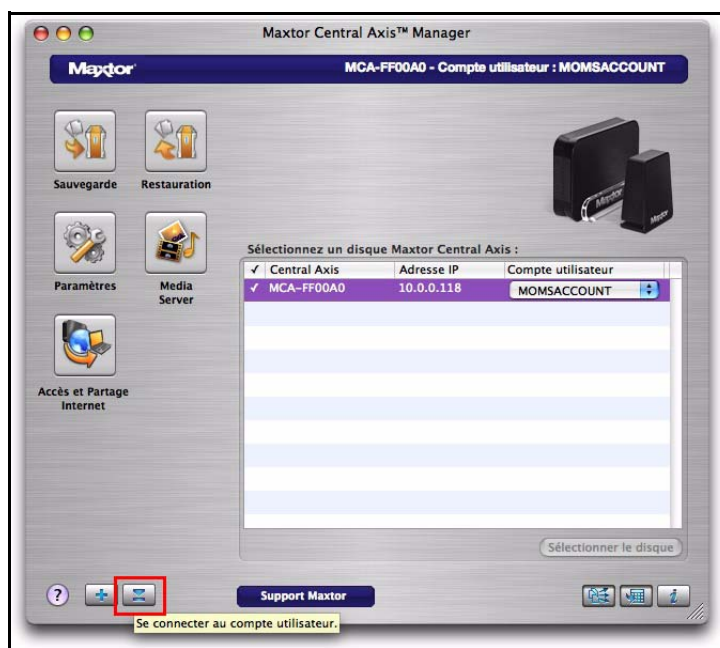 Maxtor Central Axis™ Manager
Maxtor
MCA-FF00A0 - Compte utilisateur : MOMSACCOUNT
Sauvegarde
Restauration
Maxtor
Maxtor
Paramètres
Media
Server
Accès et Partage
Internet
Sélectionnez un disque Maxtor Central Axis :
✓ Central Axis Adresse IP Compte utilisateur
✓ MCA-FF00A0 10.0.0.118 MOMSACCOUNT
Sélectionner le disque
? + Support Maxtor i
Se connecter au compte utilisateur.